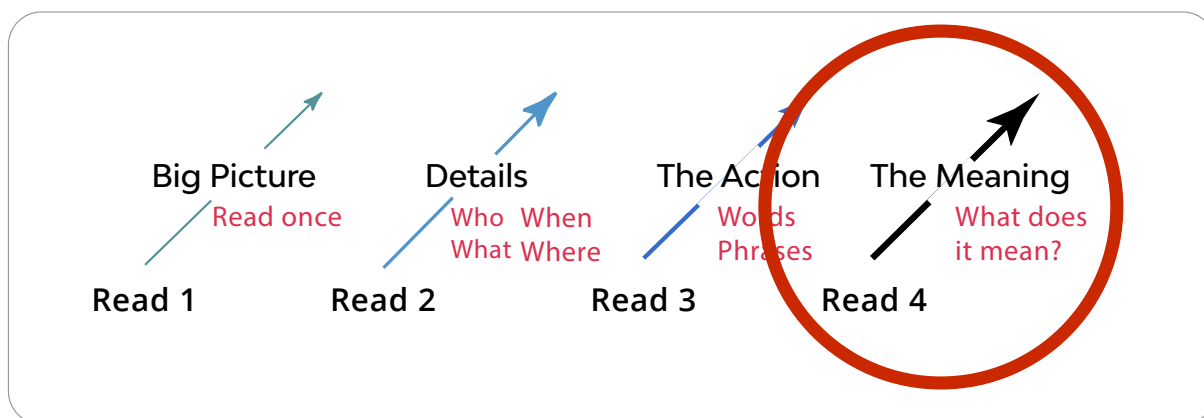 Big Picture
Read once
Read 1
Details
Who When
What Where
Read 2
The Action
Words
Phrases
Read 3
The Meaning
What does
it mean?
Read 4